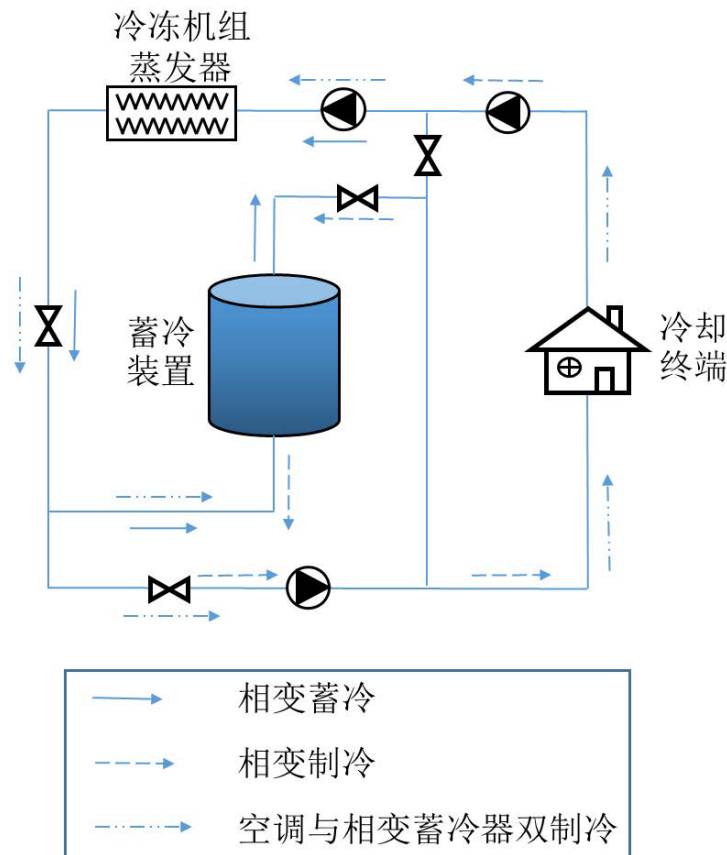 冷冻机组
蒸发器
蓄冷
装置
冷却
终端
相变蓄冷
相变制冷
空调与相变蓄冷器双制冷